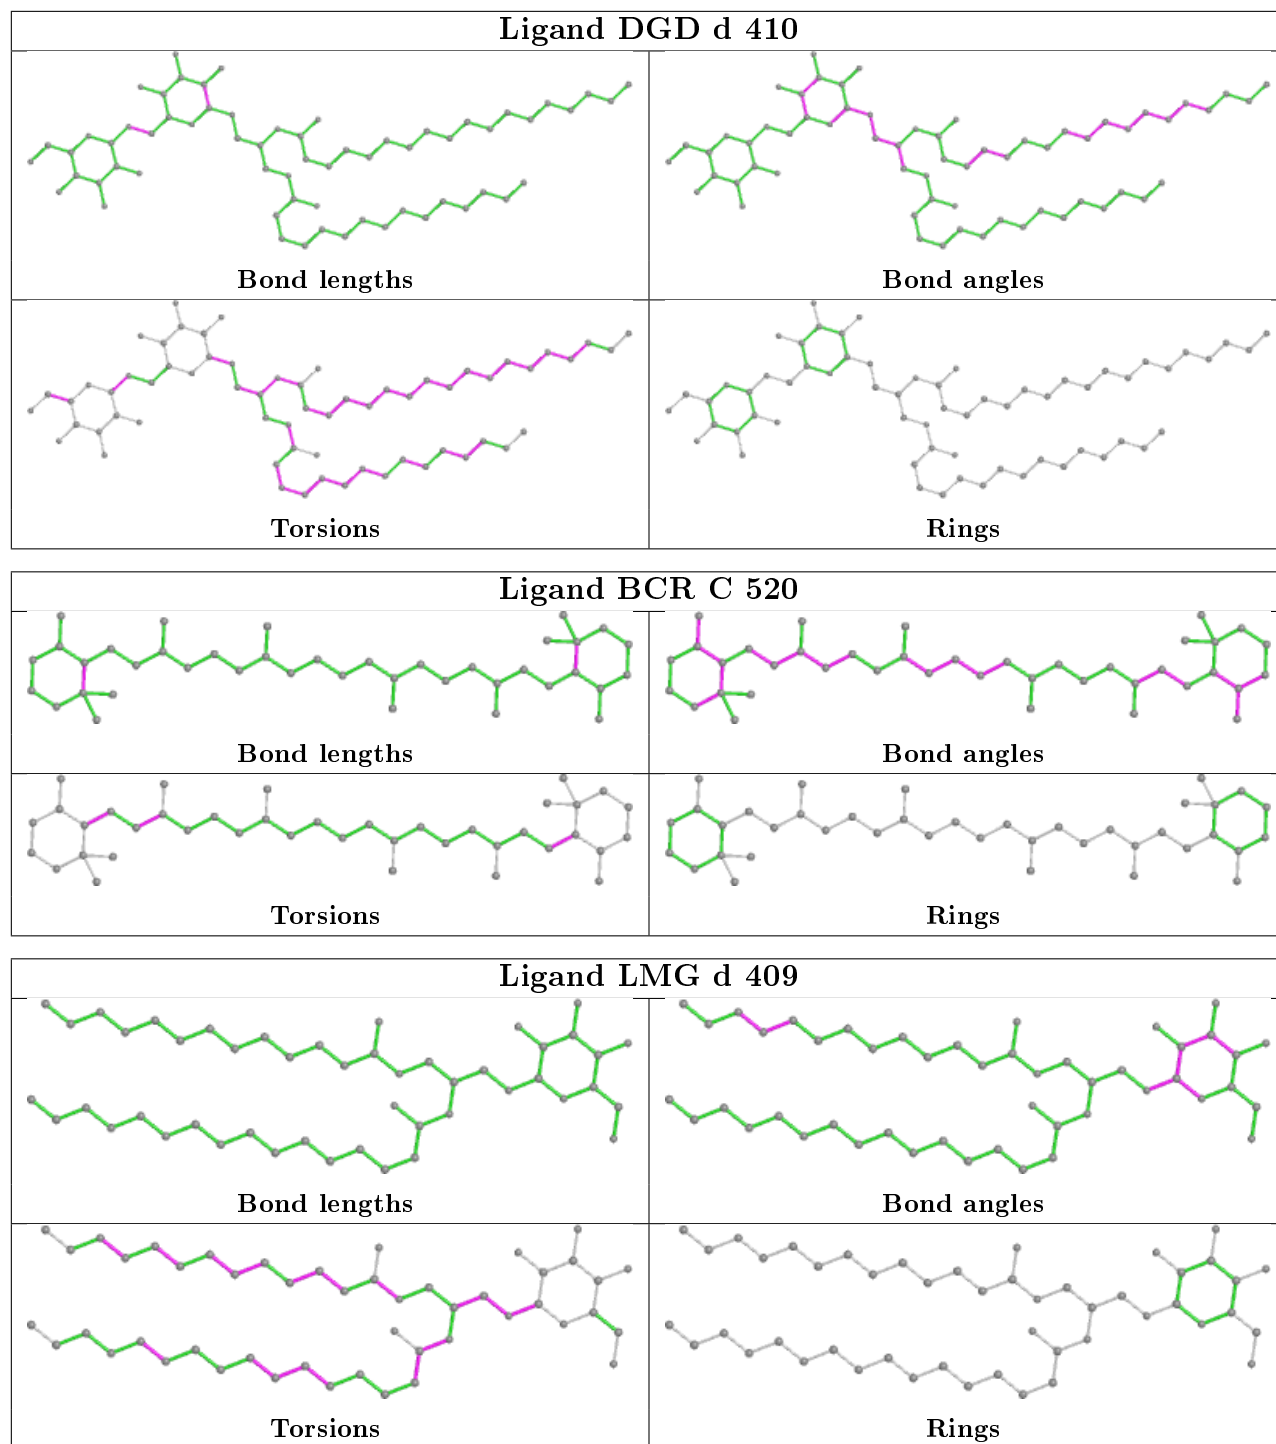 Ligand DGD d 410
Bond lengths
Bond angles
Torsions
Rings
Ligand BCR C 520
Bond lengths
Bond angles
Torsions
Rings
Ligand LMG d 409
Bond lengths
Bond angles
Torsions
Rings